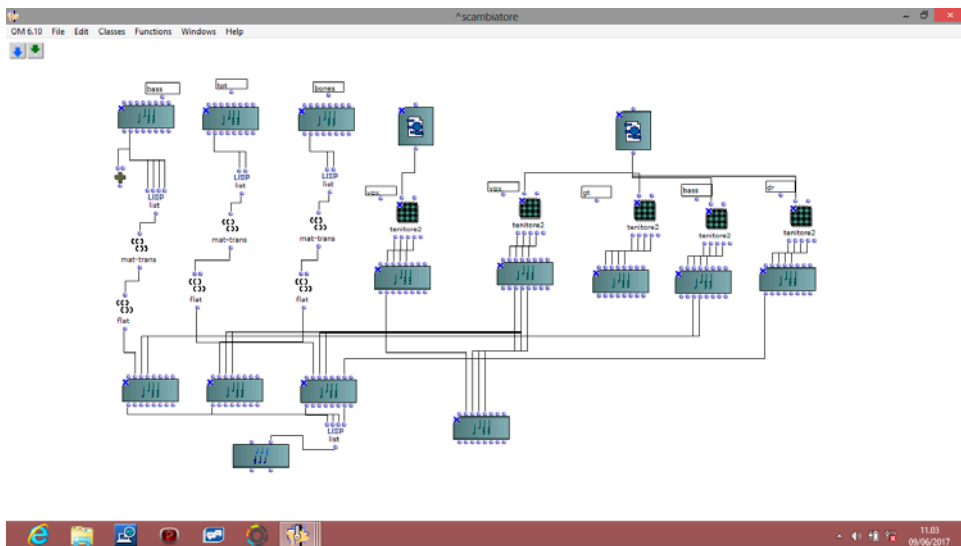 ^scambiatore
OM 6.10 File Edit Classes Functions Windows Help
bass
bones
LISP
list
LISP
list
LISP
list
mat-trans
mat-trans
mat-trans
flat
flat
flat
vox
tenitore2
vox
tenitore2
gt
tenitore2
bass
tenitore2
dr
tenitore2
LISP
list
11.03
09/06/2017